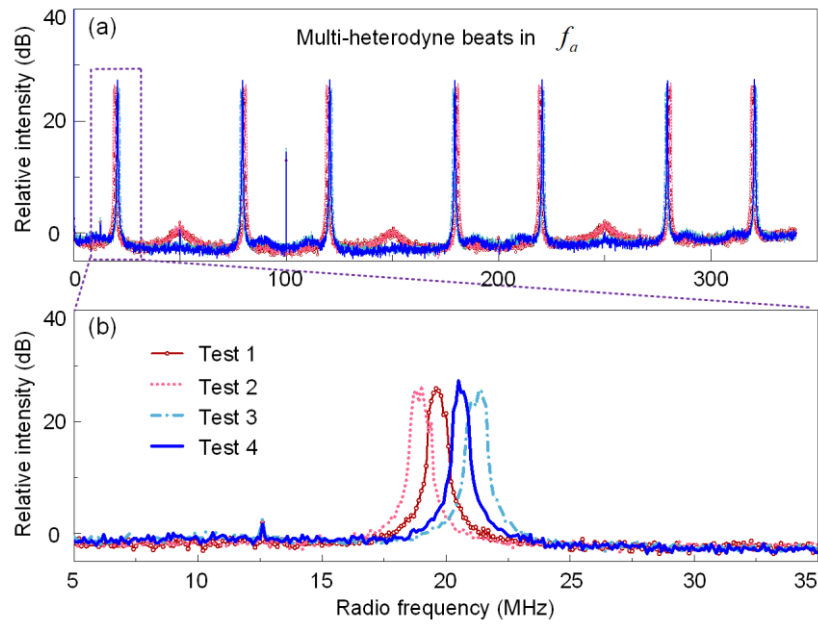 (a)
Multi-heterodyne beats in f_a
Relative intensity (dB)
40
20
0
0
100
200
300
(b)
Relative intensity (dB)
40
20
0
Test 1
Test 2
Test 3
Test 4
5
10
15
20
25
30
35
Radio frequency (MHz)